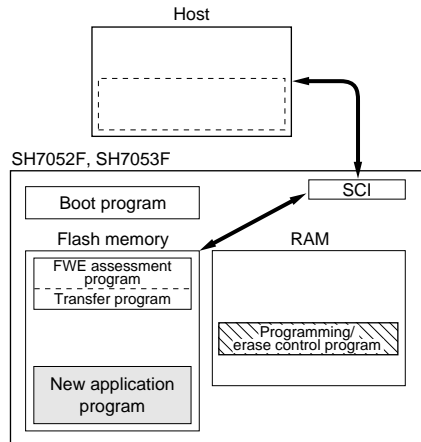 Host
SH7052F, SH7053F
SCI
Boot program
Flash memory
RAM
FWE assessment
program
Transfer program
Programming/
erase control program
New application
program